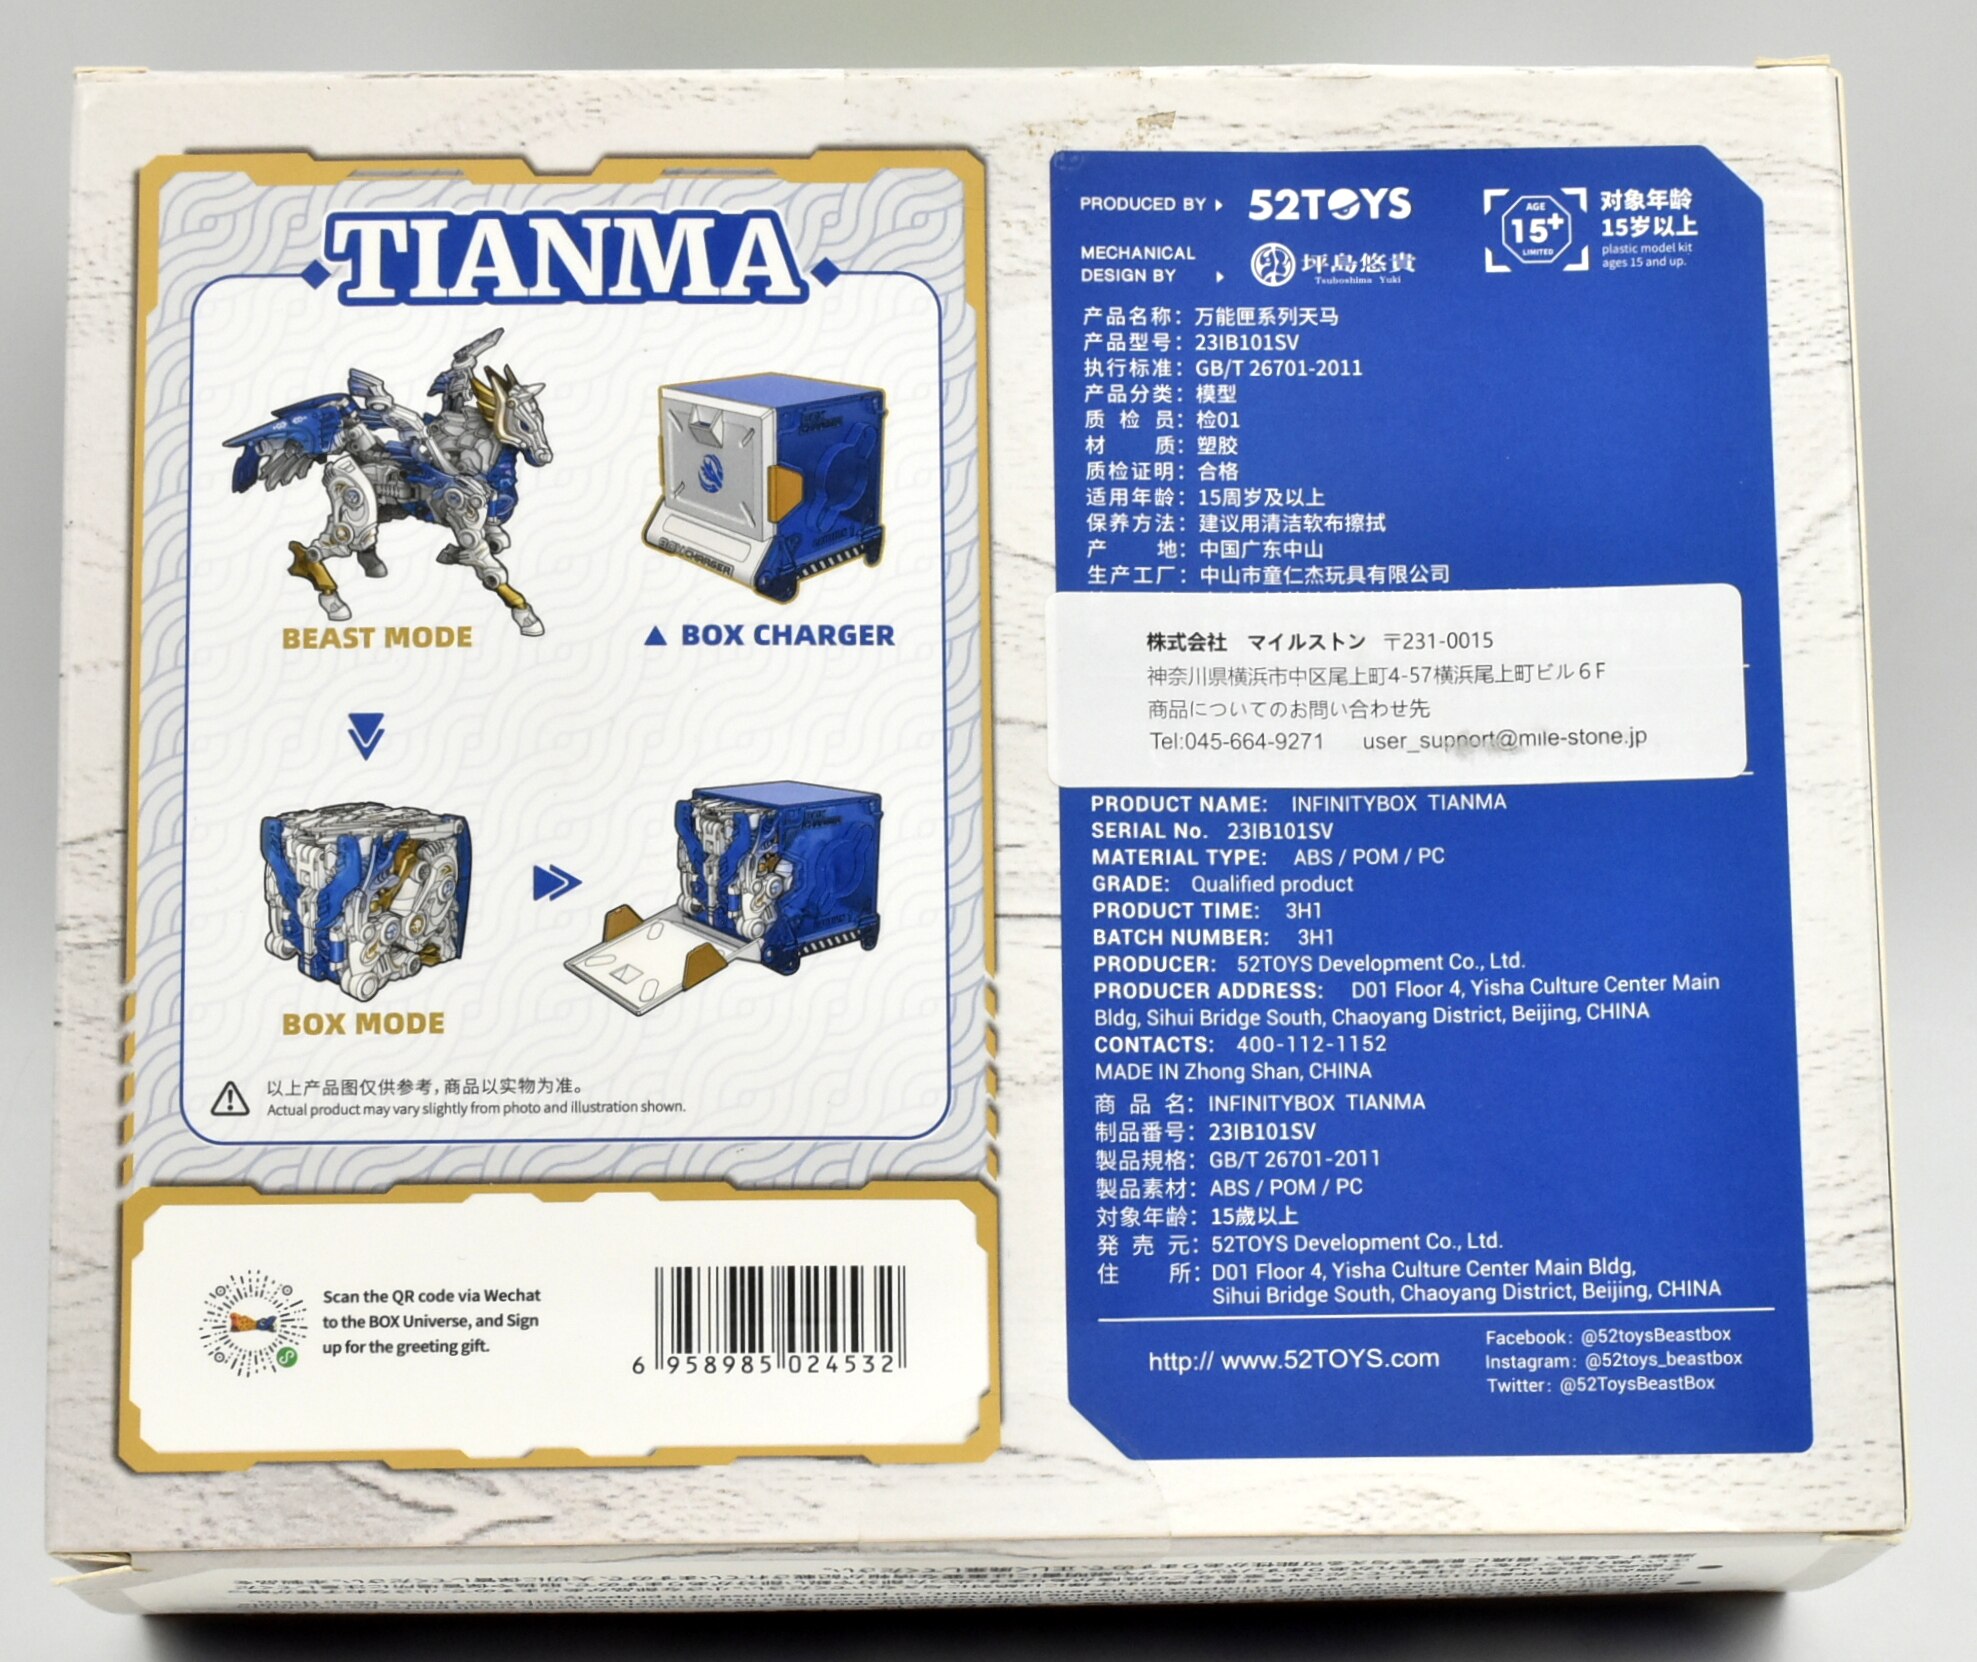 TIANMA
BEAST MODE
▲ BOX CHARGER
BOX MODE
以上产品图仅供参考，商品以实物为准。
Actual product may vary slightly from photo and illustration shown.
Scan the QR code via Wechat
to the BOX Universe, and Sign
up for the greeting gift.
6 958985 024532
PRODUCED BY ▶ 52TOYS
MECHANICAL
DESIGN BY ▶ 坪島悠貴
Tsuboshima Yuki
AGE
15+
LIMITED
对象年龄
15岁以上
plastic model kit
ages 15 and up.
产品名称：万能匣系列天马
产品型号：23IB101SV
执行标准：GB/T 26701-2011
产品分类：模型
质 检 员：检01
材 质：塑胶
质检证明：合格
适用年龄：15周岁及以上
保养方法：建议用清洁软布擦拭
产 地：中国广东中山
生产工厂：中山市童仁杰玩具有限公司
株式会社 マイルストン 〒231-0015
神奈川県横浜市中区尾上町4-57横浜尾上町ビル6F
商品についてのお問い合わせ先
Tel:045-664-9271 user_support@mile-stone.jp
PRODUCT NAME: INFINITYBOX TIANMA
SERIAL No. 23IB101SV
MATERIAL TYPE: ABS / POM / PC
GRADE: Qualified product
PRODUCT TIME: 3H1
BATCH NUMBER: 3H1
PRODUCER: 52TOYS Development Co., Ltd.
PRODUCER ADDRESS: D01 Floor 4, Yisha Culture Center Main
Bldg, Sihui Bridge South, Chaoyang District, Beijing, CHINA
CONTACTS: 400-112-1152
MADE IN Zhong Shan, CHINA
商 品 名：INFINITYBOX TIANMA
制品番号：23IB101SV
製品規格：GB/T 26701-2011
製品素材：ABS / POM / PC
対象年齢：15歳以上
発 売 元：52TOYS Development Co., Ltd.
住 所：D01 Floor 4, Yisha Culture Center Main Bldg,
Sihui Bridge South, Chaoyang District, Beijing, CHINA
http:// www.52TOYS.com
Facebook: @52toysBeastbox
Instagram: @52toys_beastbox
Twitter: @52ToysBeastBox